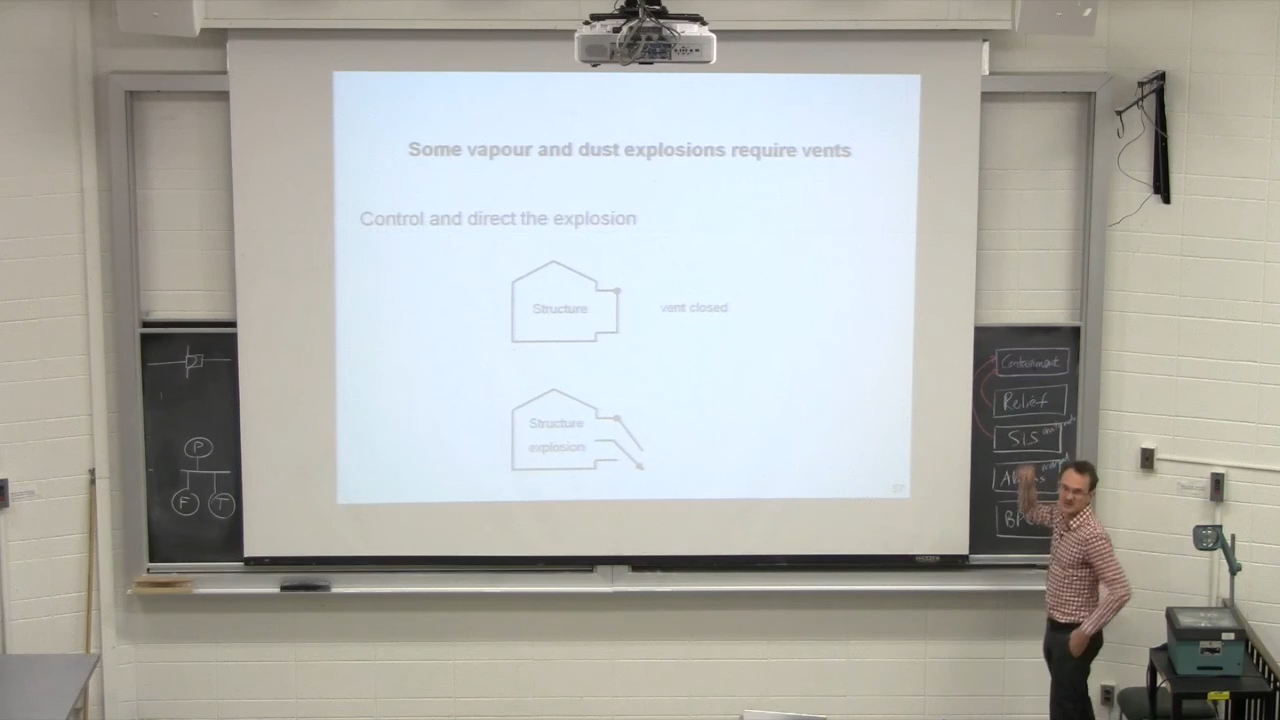 Some vapour and dust explosions require vents
Control and direct the explosion
Structure
vent closed
Structure
explosion
57
P
F
T
Containment
Relief
SIS